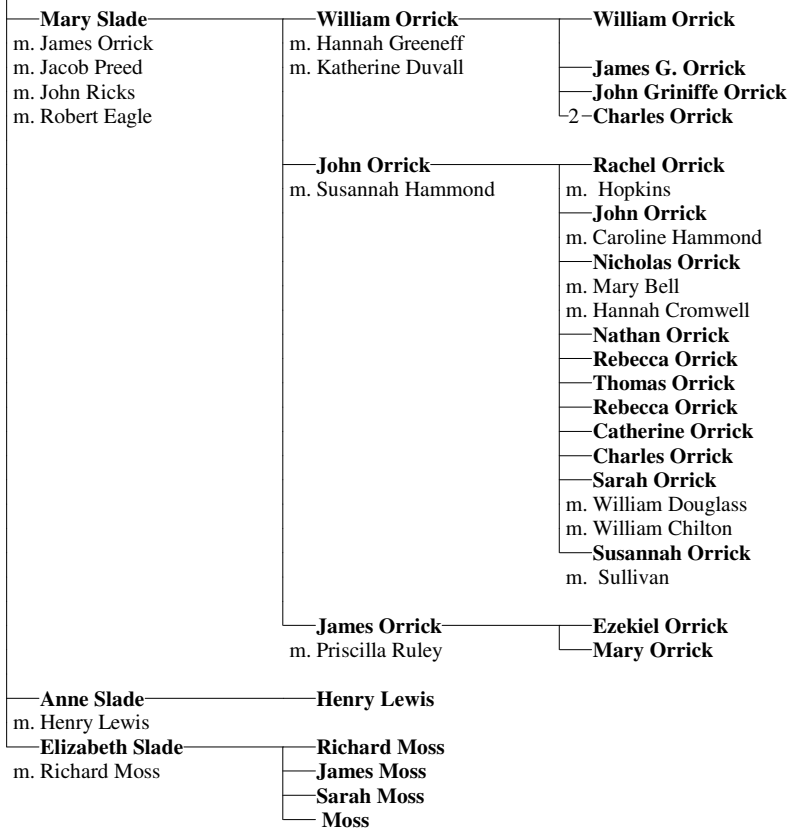 Mary Slade William Orrick William Orrick
m. James Orrick m. Hannah Greeneff
m. Jacob Preed m. Katherine Duvall James G. Orrick
m. John Ricks John Griniffe Orrick
m. Robert Eagle 2 Charles Orrick
John Orrick Rachel Orrick
m. Susannah Hammond m. Hopkins
John Orrick
m. Caroline Hammond
Nicholas Orrick
m. Mary Bell
m. Hannah Cromwell
Nathan Orrick
Rebecca Orrick
Thomas Orrick
Rebecca Orrick
Catherine Orrick
Charles Orrick
Sarah Orrick
m. William Douglass
m. William Chilton
Susannah Orrick
m. Sullivan
James Orrick Ezekiel Orrick
m. Priscilla Ruley Mary Orrick
Anne Slade Henry Lewis
m. Henry Lewis
Elizabeth Slade Richard Moss
m. Richard Moss James Moss
Sarah Moss
Moss